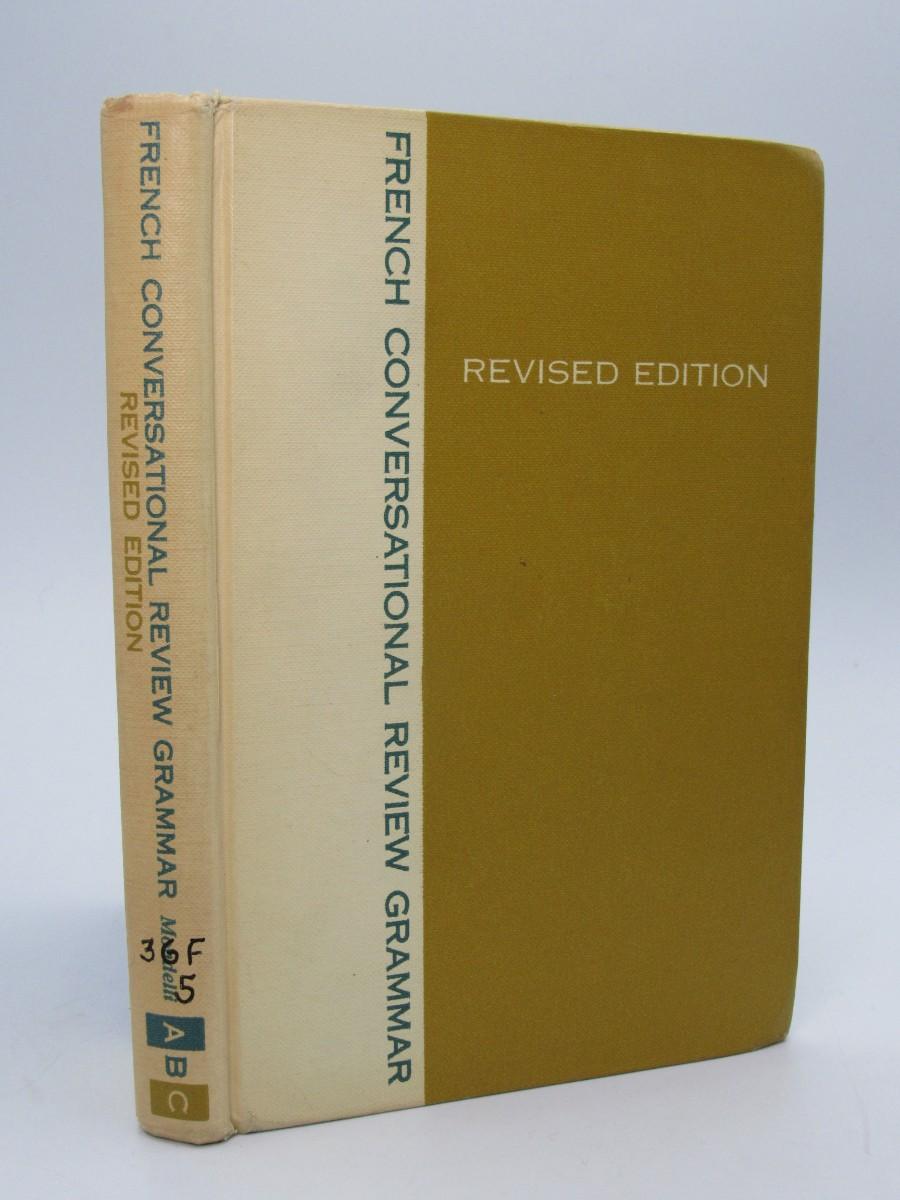 FRENCH CONVERSATIONAL REVIEW GRAMMAR
REVISED EDITION
A
B
C
FRENCH CONVERSATIONAL REVIEW GRAMMAR
REVISED EDITION